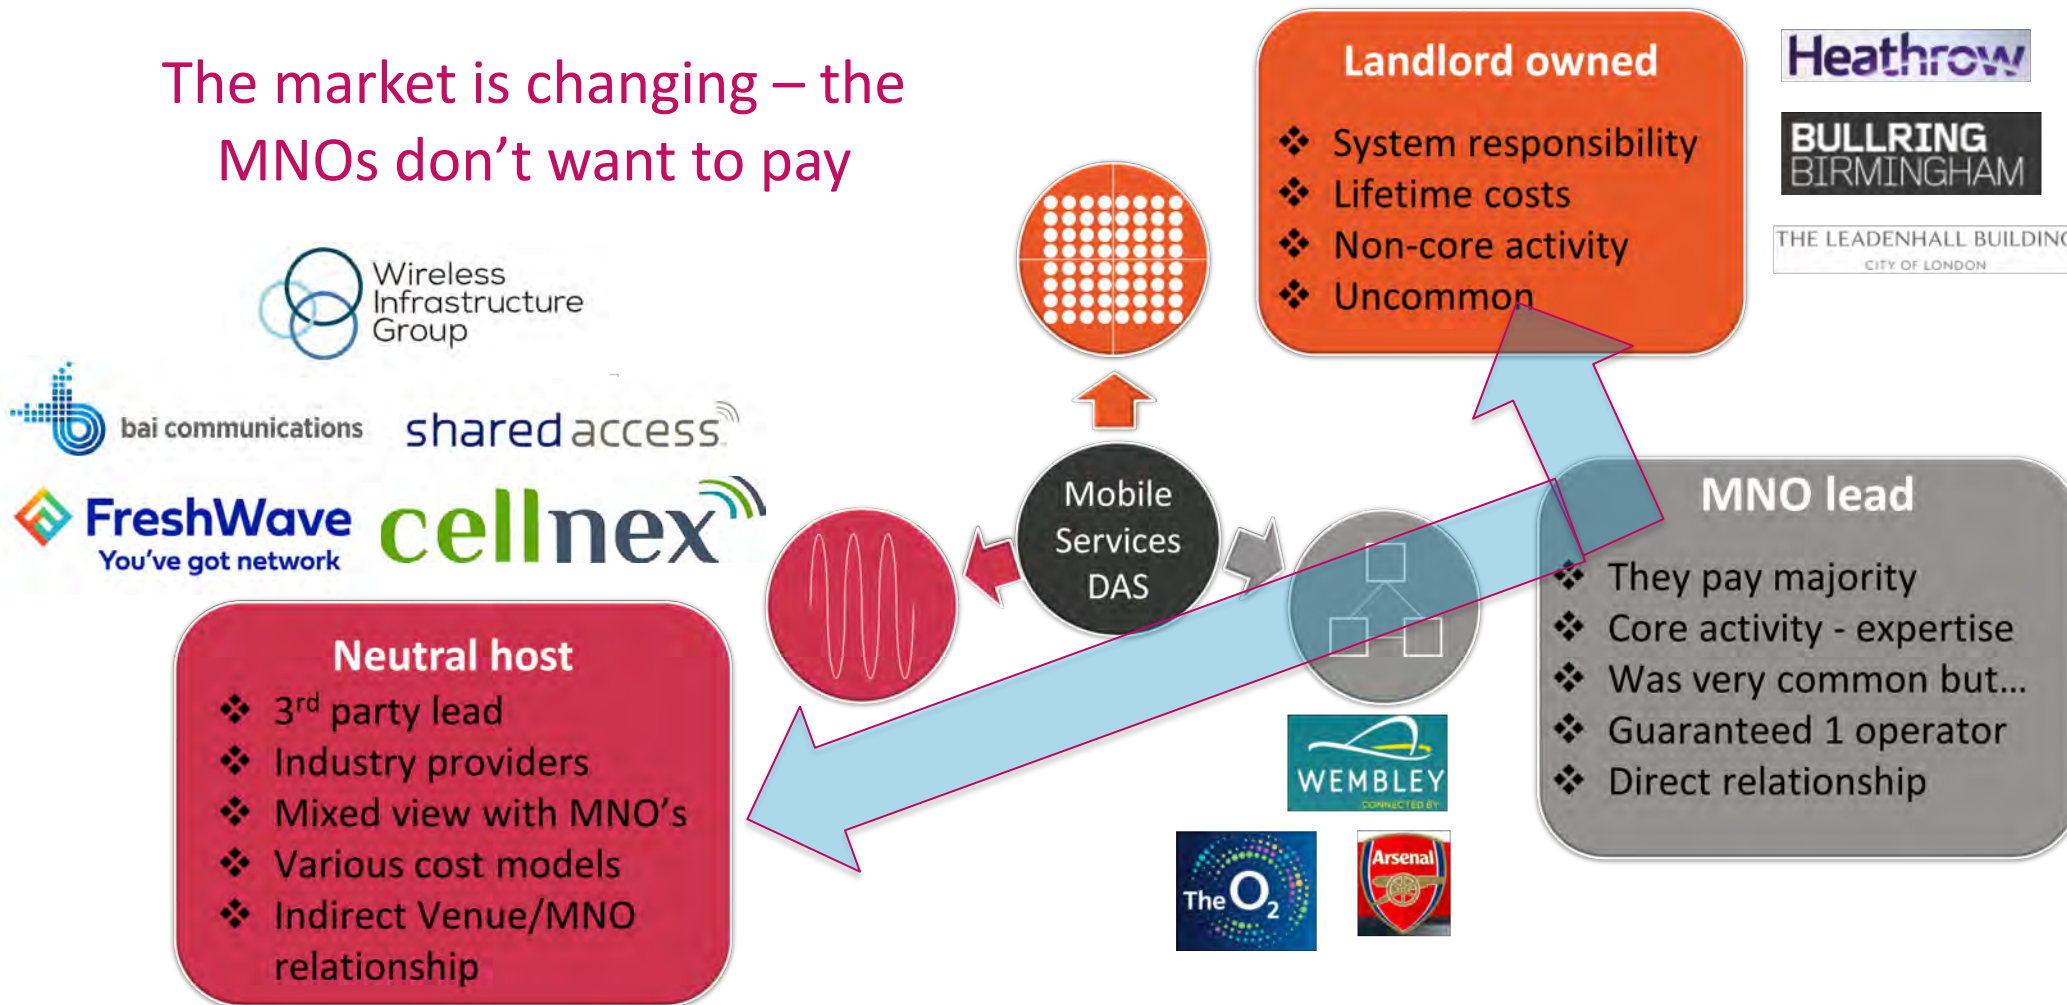 The market is changing – the
MNOs don't want to pay
Wireless
Infrastructure
Group
bai communications
shared access
FreshWave
You've got network
cellnex
Neutral host
❖ 3rd party lead
❖ Industry providers
❖ Mixed view with MNO's
❖ Various cost models
❖ Indirect Venue/MNO
relationship
Mobile
Services
DAS
Landlord owned
❖ System responsibility
❖ Lifetime costs
❖ Non-core activity
❖ Uncommon
Heathrow
BULLRING
BIRMINGHAM
THE LEADENHALL BUILDING
CITY OF LONDON
MNO lead
❖ They pay majority
❖ Core activity - expertise
❖ Was very common but...
❖ Guaranteed 1 operator
❖ Direct relationship
WEMBLEY
CONNECTED BY
The O2
Arsenal